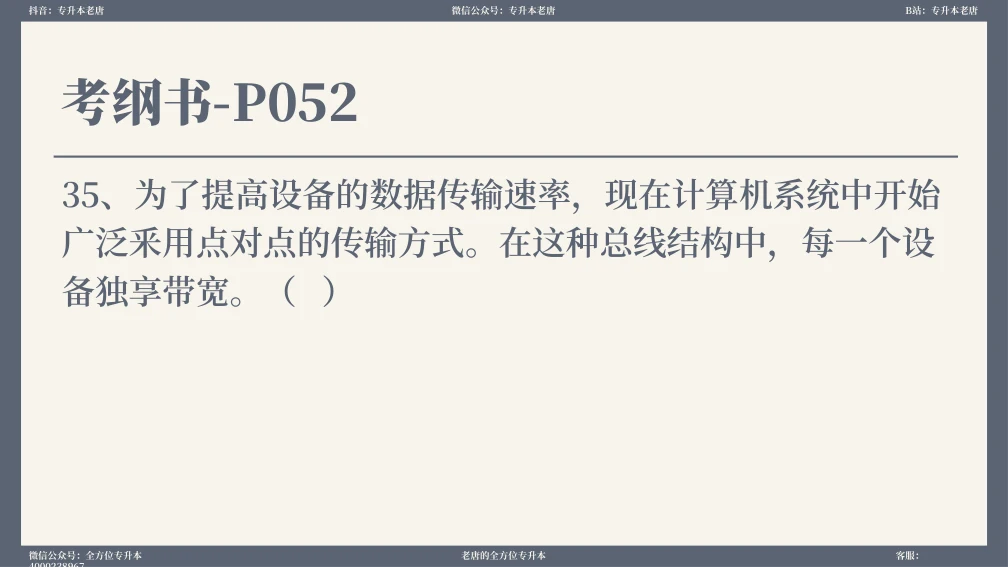 抖音：专升本老唐
微信公众号：专升本老唐
B站：专升本老唐
考纲书-P052
35、为了提高设备的数据传输速率，现在计算机系统中开始
广泛采用点对点的传输方式。在这种总线结构中，每一个设
备独享带宽。（ ）
微信公众号：全方位专升本
老唐的全方位专升本
客服：
4000238967